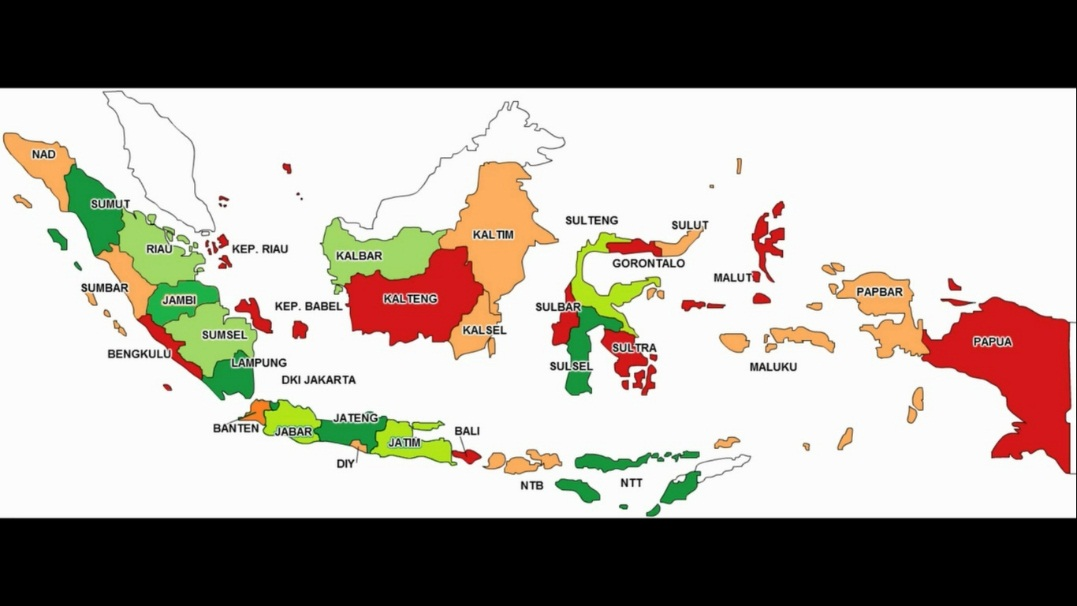 NAD
SUMUT
RIAU
KEP. RIAU
SUMBAR
JAMBI
KEP. BABEL
SUMSEL
BENGKULU
LAMPUNG
DKI JAKARTA
BANTEN
JABAR
JATENG
DIY
JATIM
BALI
NTB
NTT
KALBAR
KALTIM
KALTENG
KALSEL
SULTENG
SULUT
GORONTALO
SULBAR
SULSEL
SULTRA
MALUT
MALUKU
PAPBAR
PAPUA